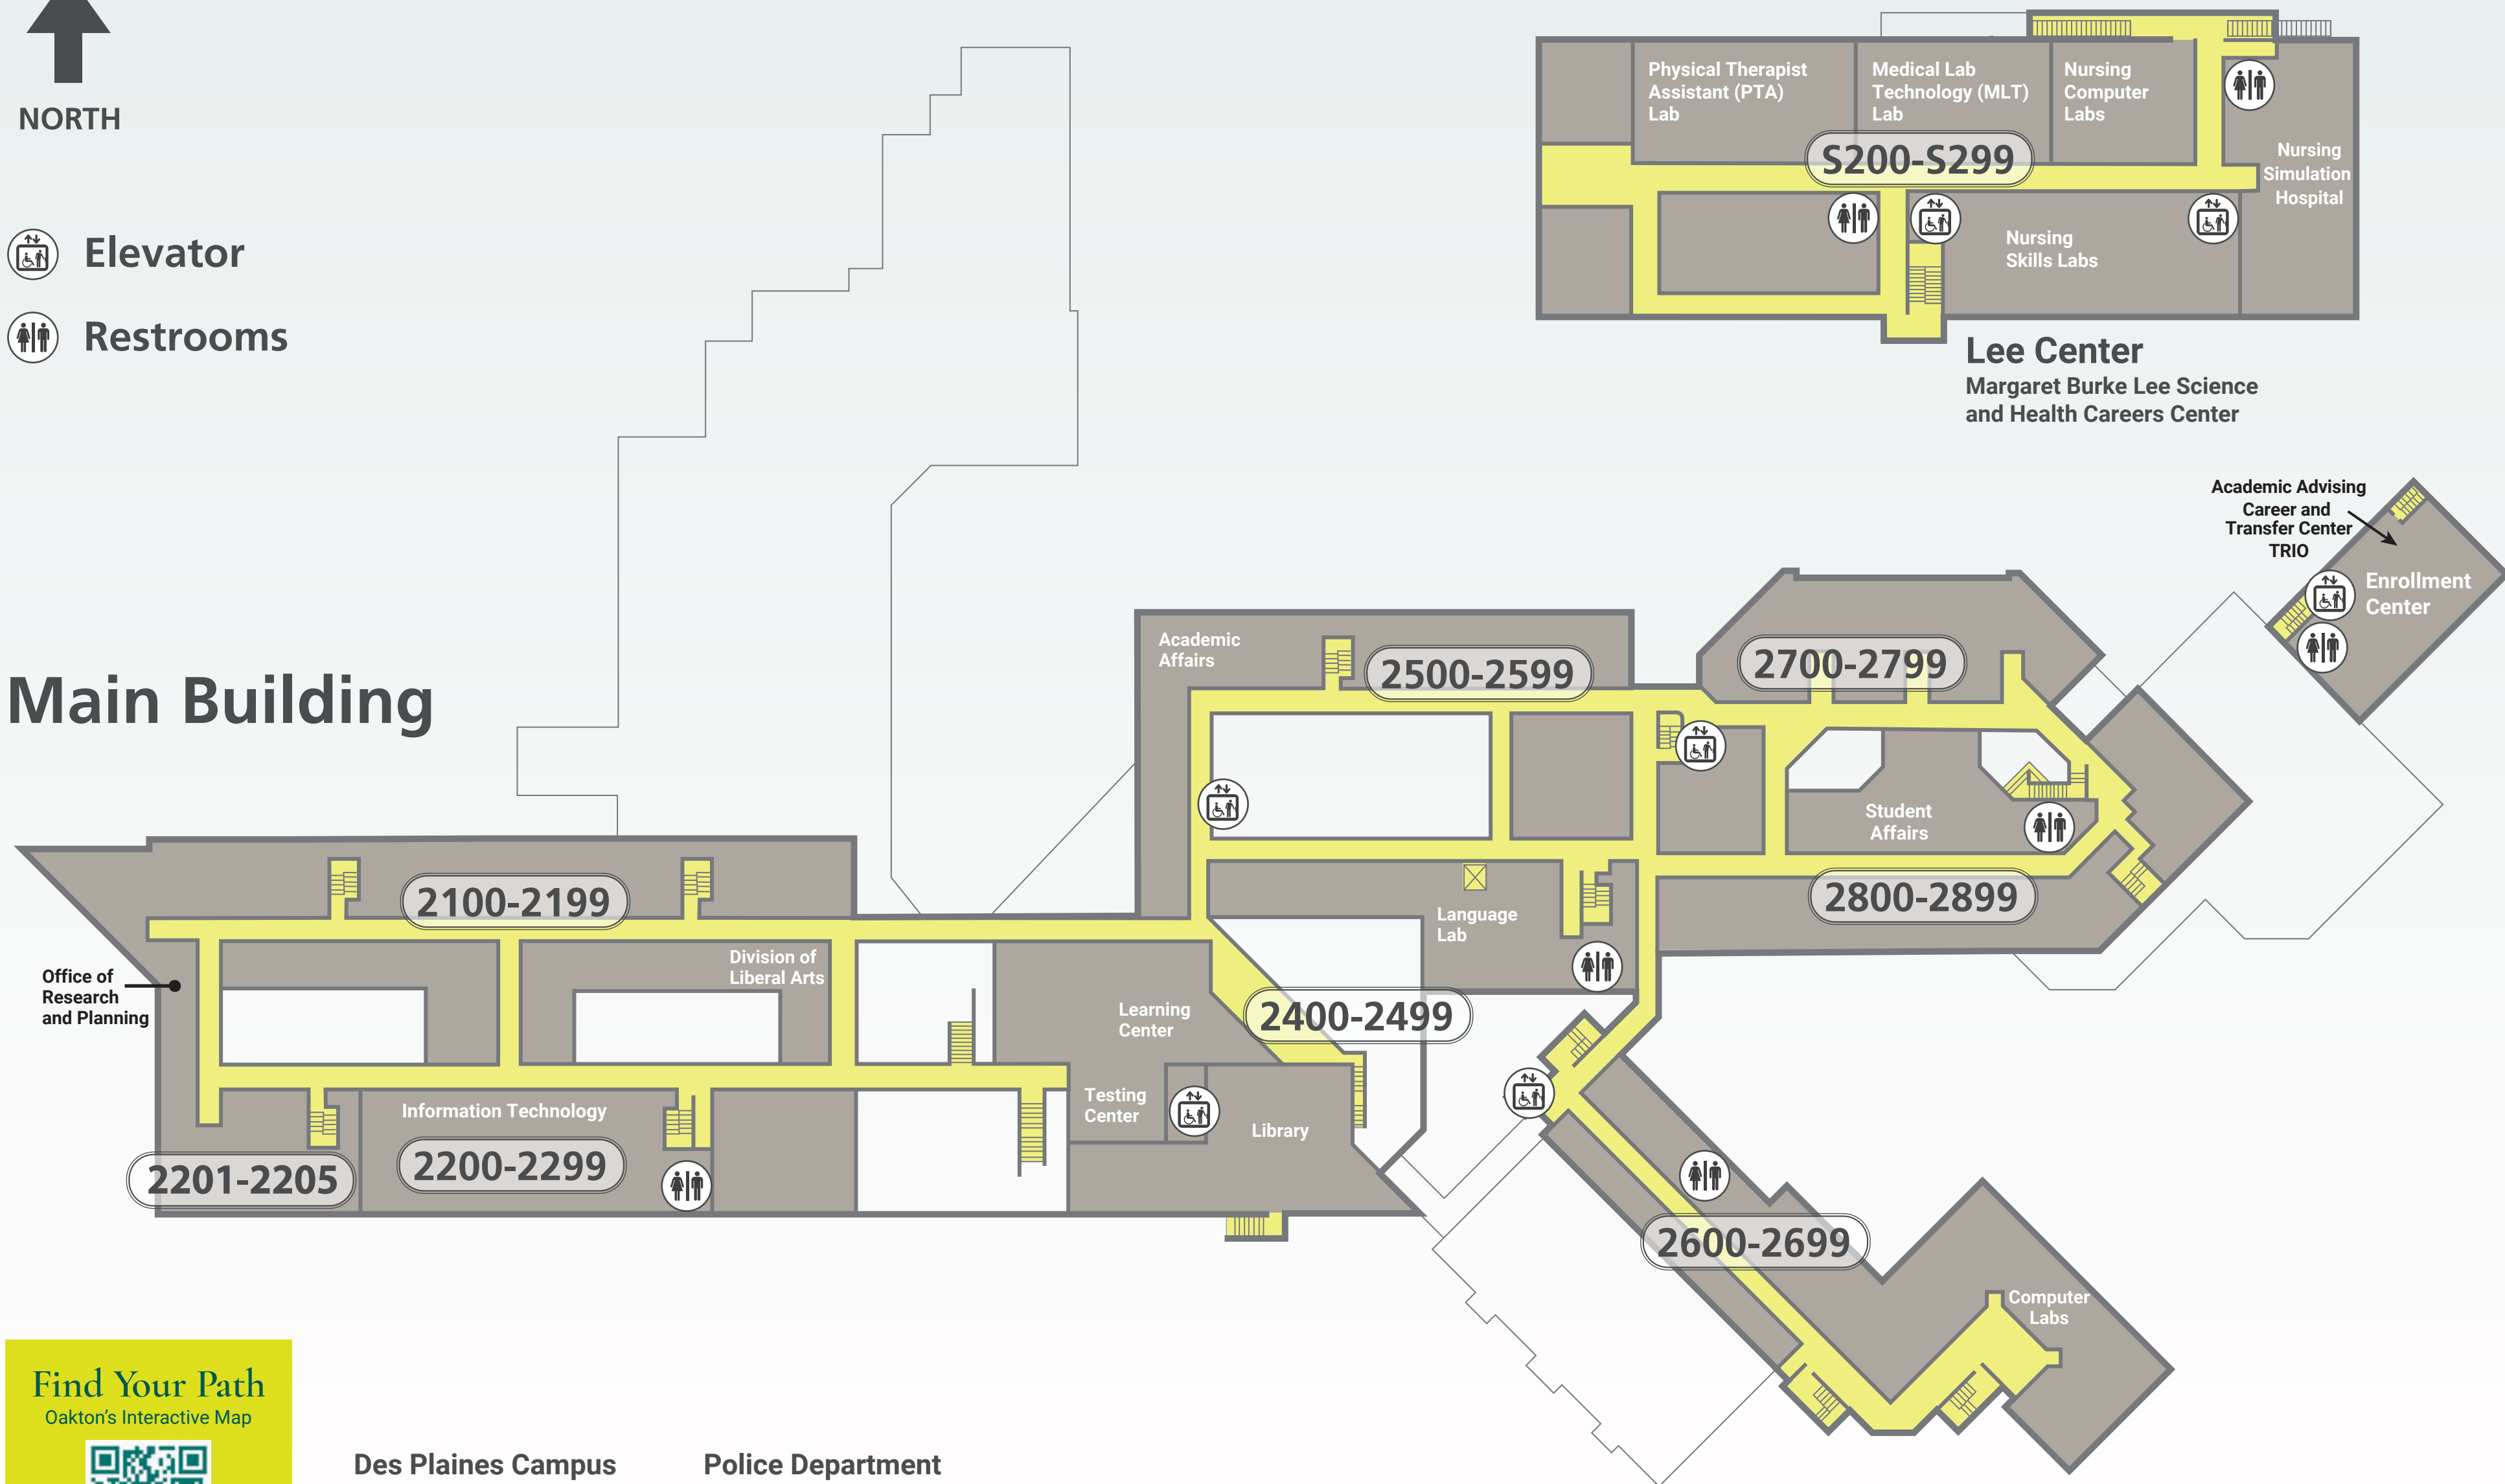 NORTH
Elevator
Restrooms
Physical Therapist
Assistant (PTA)
Lab
Medical Lab
Technology (MLT)
Lab
Nursing
Computer
Labs
S200-S299
Nursing
Simulation
Hospital
Nursing
Skills Labs
Lee Center
Margaret Burke Lee Science
and Health Careers Center
Academic Advising
Career and
Transfer Center
TRIO
Enrollment
Center
Main Building
Academic
Affairs
2500-2599
2700-2799
Student
Affairs
2800-2899
2100-2199
Language
Lab
Division of
Liberal Arts
Office of
Research
and Planning
Learning
Center
2400-2499
Testing
Center
Library
Information Technology
2201-2205
2200-2299
2600-2699
Computer
Labs
Find Your Path
Oakton's Interactive Map
Des Plaines Campus
Police Department